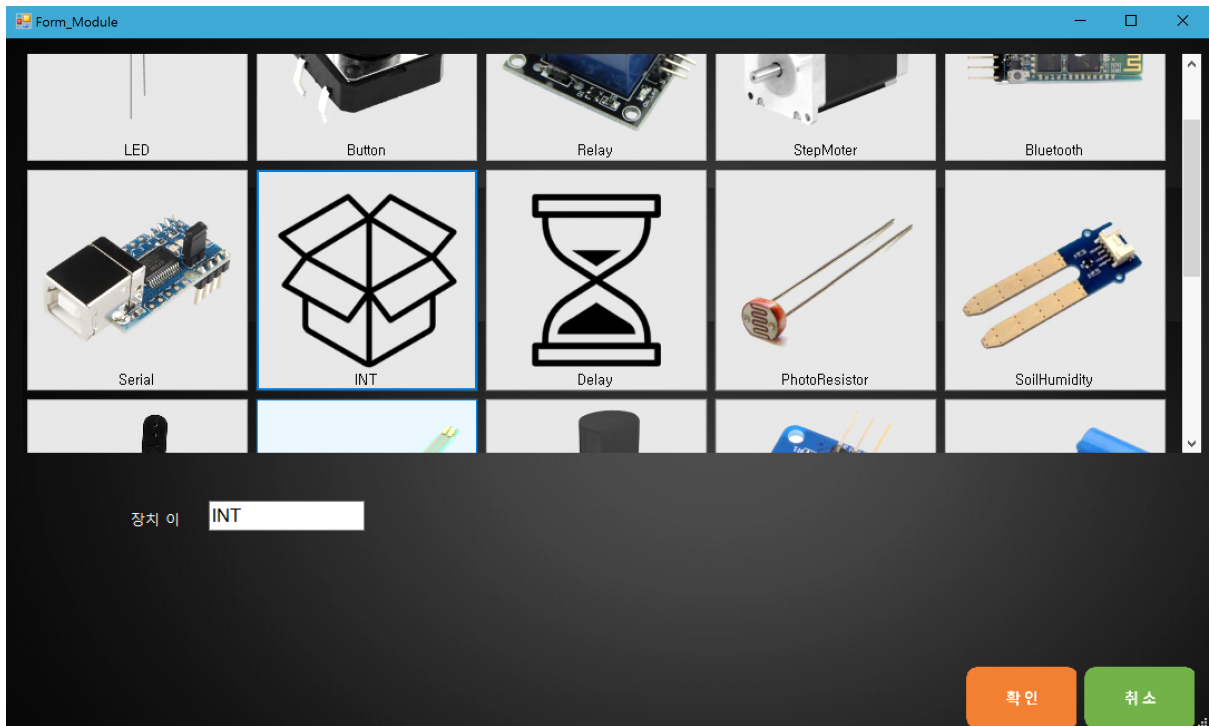 Form_Module
LED
Button
Relay
StepMoter
Bluetooth
Serial
INT
Delay
PhotoResistor
SoilHumidity
장치 이
INT
확 인
취 소